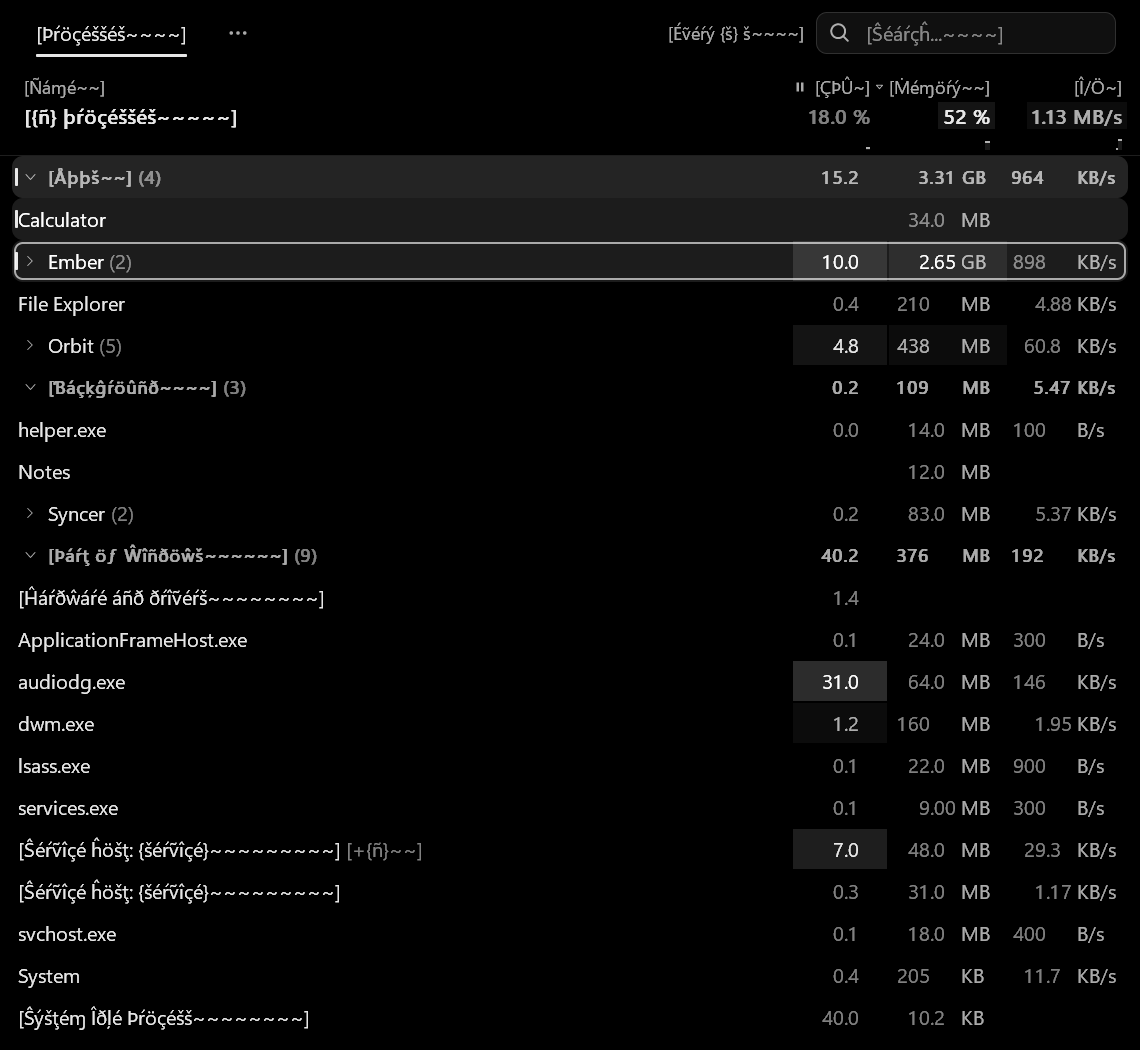 [Þŕöçéššéš~~~~] ··· [Éṽéŕý {š} š~~~~] [Ŝéáŕçĥ...~~~~]
[Ñáɱé~~] [ÇÞÛ~] [Ṁéɱöŕý~~] [Î/Ö~]
[{ñ} þŕöçéššéš~~~~~] 18.0 % 52 % 1.13 MB/s
[Åþþš~~] (4) 15.2 3.31 GB 964 KB/s
Calculator 34.0 MB
Ember (2) 10.0 2.65 GB 898 KB/s
File Explorer 0.4 210 MB 4.88 KB/s
Orbit (5) 4.8 438 MB 60.8 KB/s
[Ɓáçķĝŕöûñð~~~~] (3) 0.2 109 MB 5.47 KB/s
helper.exe 0.0 14.0 MB 100 B/s
Notes 12.0 MB
Syncer (2) 0.2 83.0 MB 5.37 KB/s
[Þáŕţ öƒ Ŵîñðöŵš~~~~~~] (9) 40.2 376 MB 192 KB/s
[Ĥáŕðŵáŕé áñð ðŕîṽéŕš~~~~~~~~] 1.4
ApplicationFrameHost.exe 0.1 24.0 MB 300 B/s
audiodg.exe 31.0 64.0 MB 146 KB/s
dwm.exe 1.2 160 MB 1.95 KB/s
lsass.exe 0.1 22.0 MB 900 B/s
services.exe 0.1 9.00 MB 300 B/s
[Ŝéŕṽîçé ĥöšţ: {šéŕṽîçé}~~~~~~~~~] [+{ñ}~~] 7.0 48.0 MB 29.3 KB/s
[Ŝéŕṽîçé ĥöšţ: {šéŕṽîçé}~~~~~~~~~] 0.3 31.0 MB 1.17 KB/s
svchost.exe 0.1 18.0 MB 400 B/s
System 0.4 205 KB 11.7 KB/s
[Ŝýšţéɱ Îðļé Þŕöçéšš~~~~~~~~] 40.0 10.2 KB